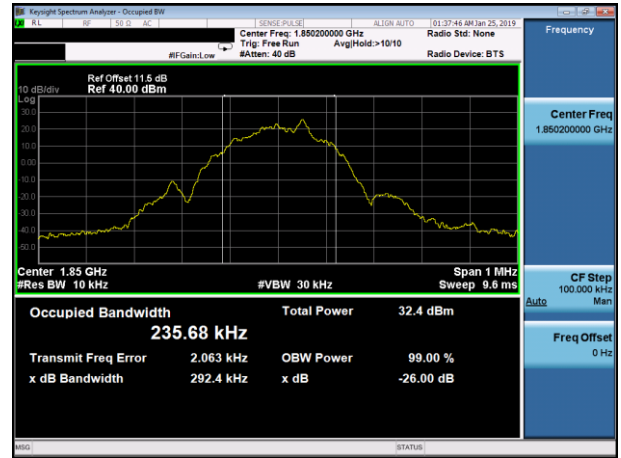 Keysight Spectrum Analyzer - Occupied BW
RL RF 50 Ω AC SENSE:PULSE ALIGN AUTO 01:37:46 AM Jan 25, 2019
Center Freq: 1.850200000 GHz Radio Std: None
Trig: Free Run Avg|Hold:>10/10
#IFGain:Low #Atten: 40 dB Radio Device: BTS
Frequency
Ref Offset 11.5 dB
10 dB/div Ref 40.00 dBm
Log
30.0
20.0
10.0
0.00
-10.0
-20.0
-30.0
-40.0
-50.0
Center 1.85 GHz Span 1 MHz
#Res BW 10 kHz #VBW 30 kHz Sweep 9.6 ms
Occupied Bandwidth Total Power 32.4 dBm
235.68 kHz
Transmit Freq Error 2.063 kHz OBW Power 99.00 %
x dB Bandwidth 292.4 kHz x dB -26.00 dB
Center Freq
1.850200000 GHz
CF Step
100.000 kHz
Auto Man
Freq Offset
0 Hz
MSG STATUS